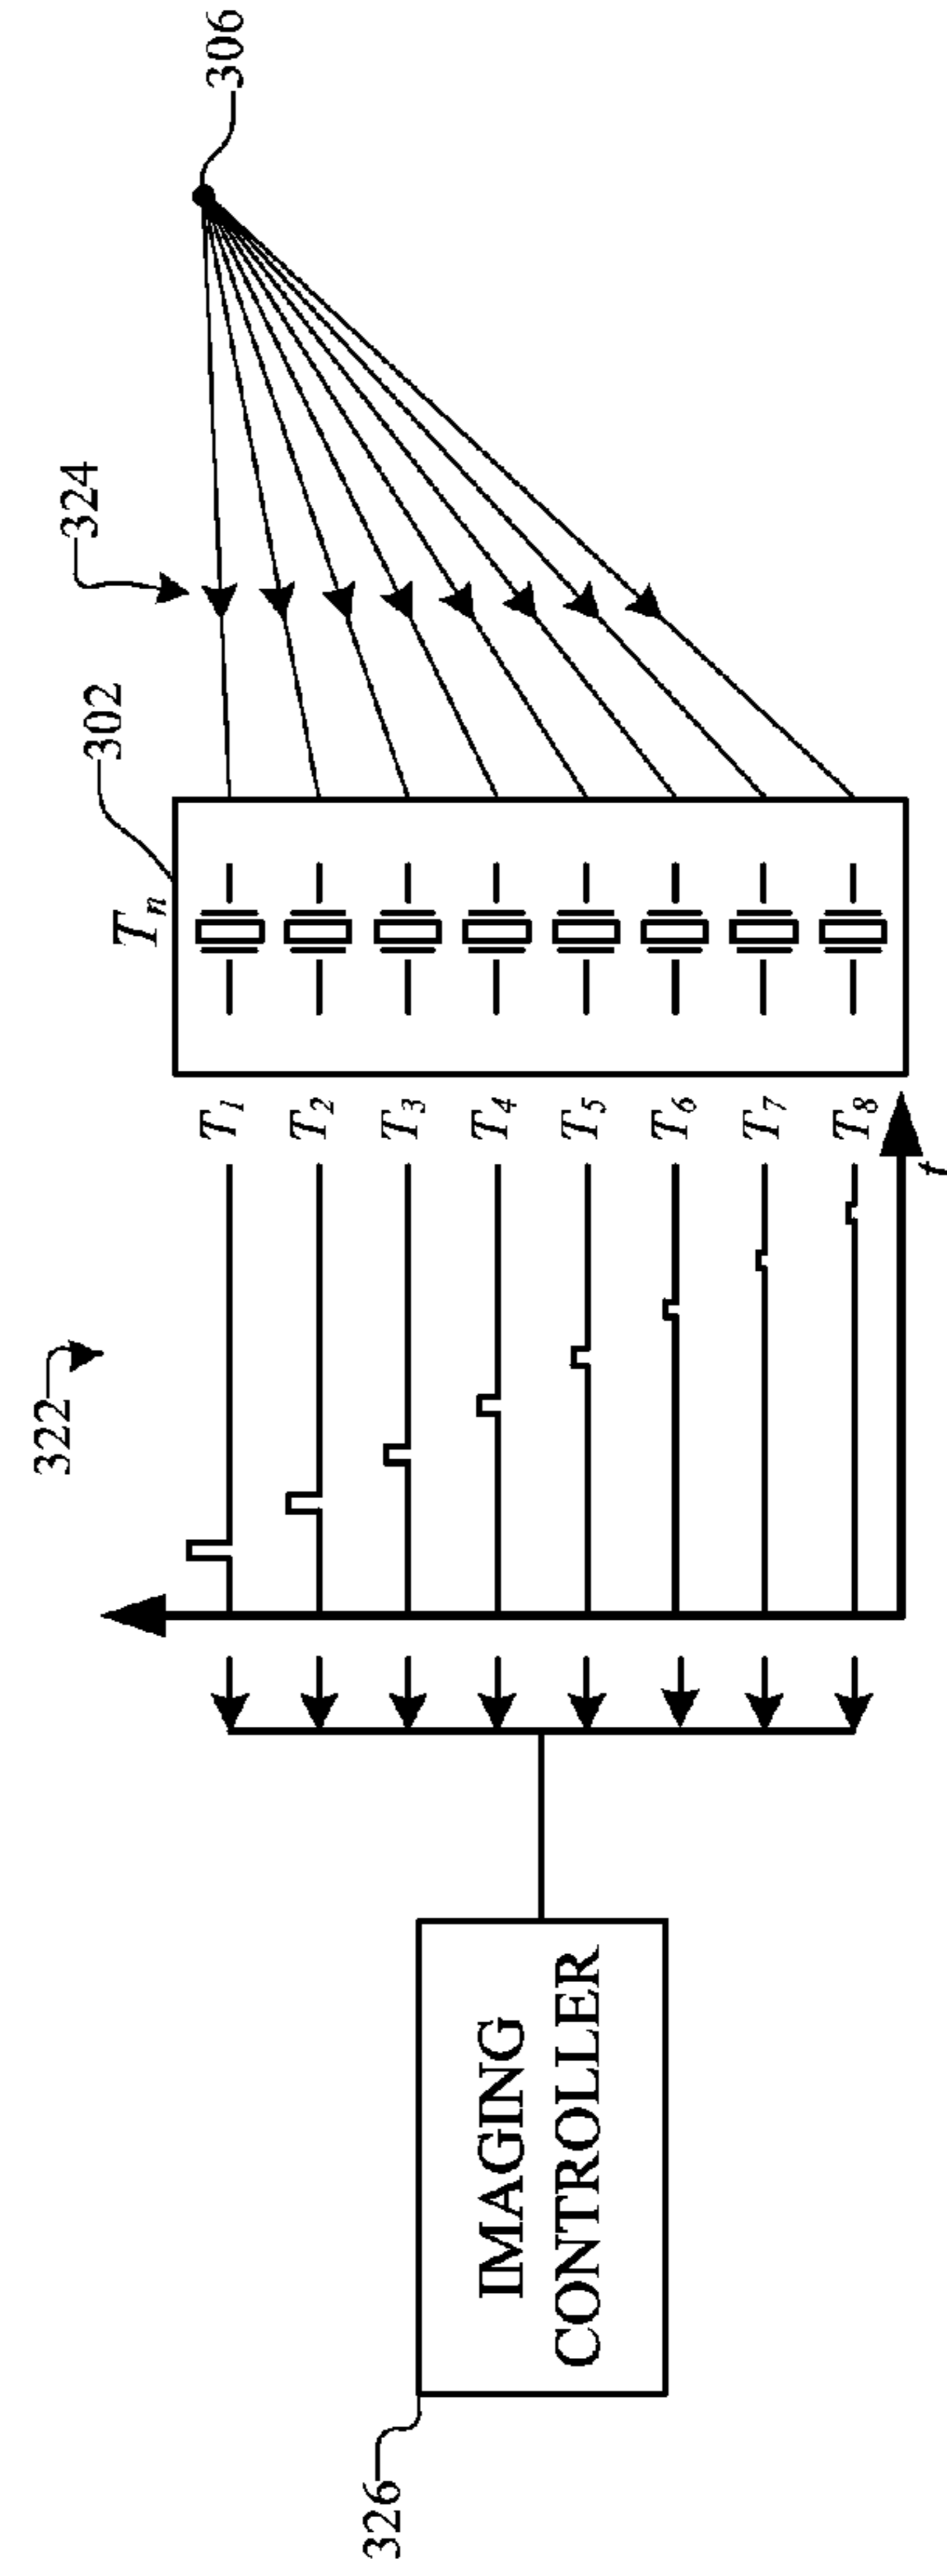 326
IMAGING
CONTROLLER
322
t
T1
T2
T3
T4
T5
T6
T7
T8
Tn
302
324
306